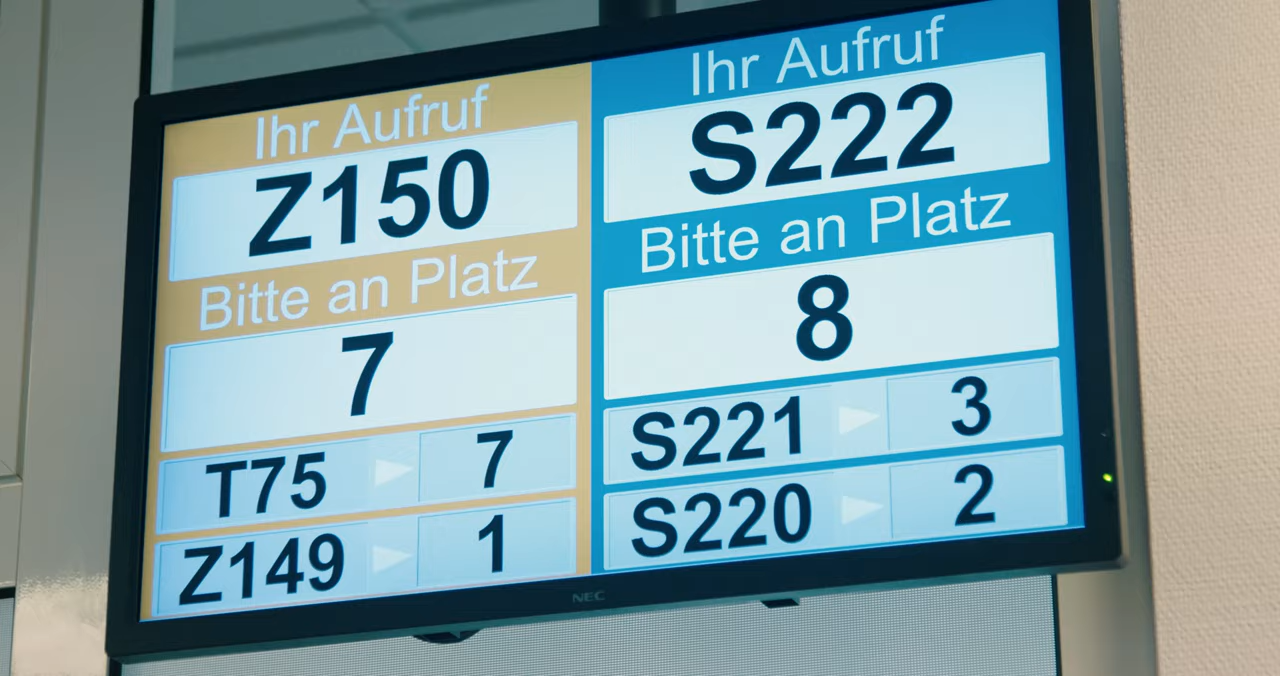 Ihr Aufruf
Z150
Bitte an Platz
7
T75 7
Z149 1
Ihr Aufruf
S222
Bitte an Platz
8
S221 3
S220 2
NEC